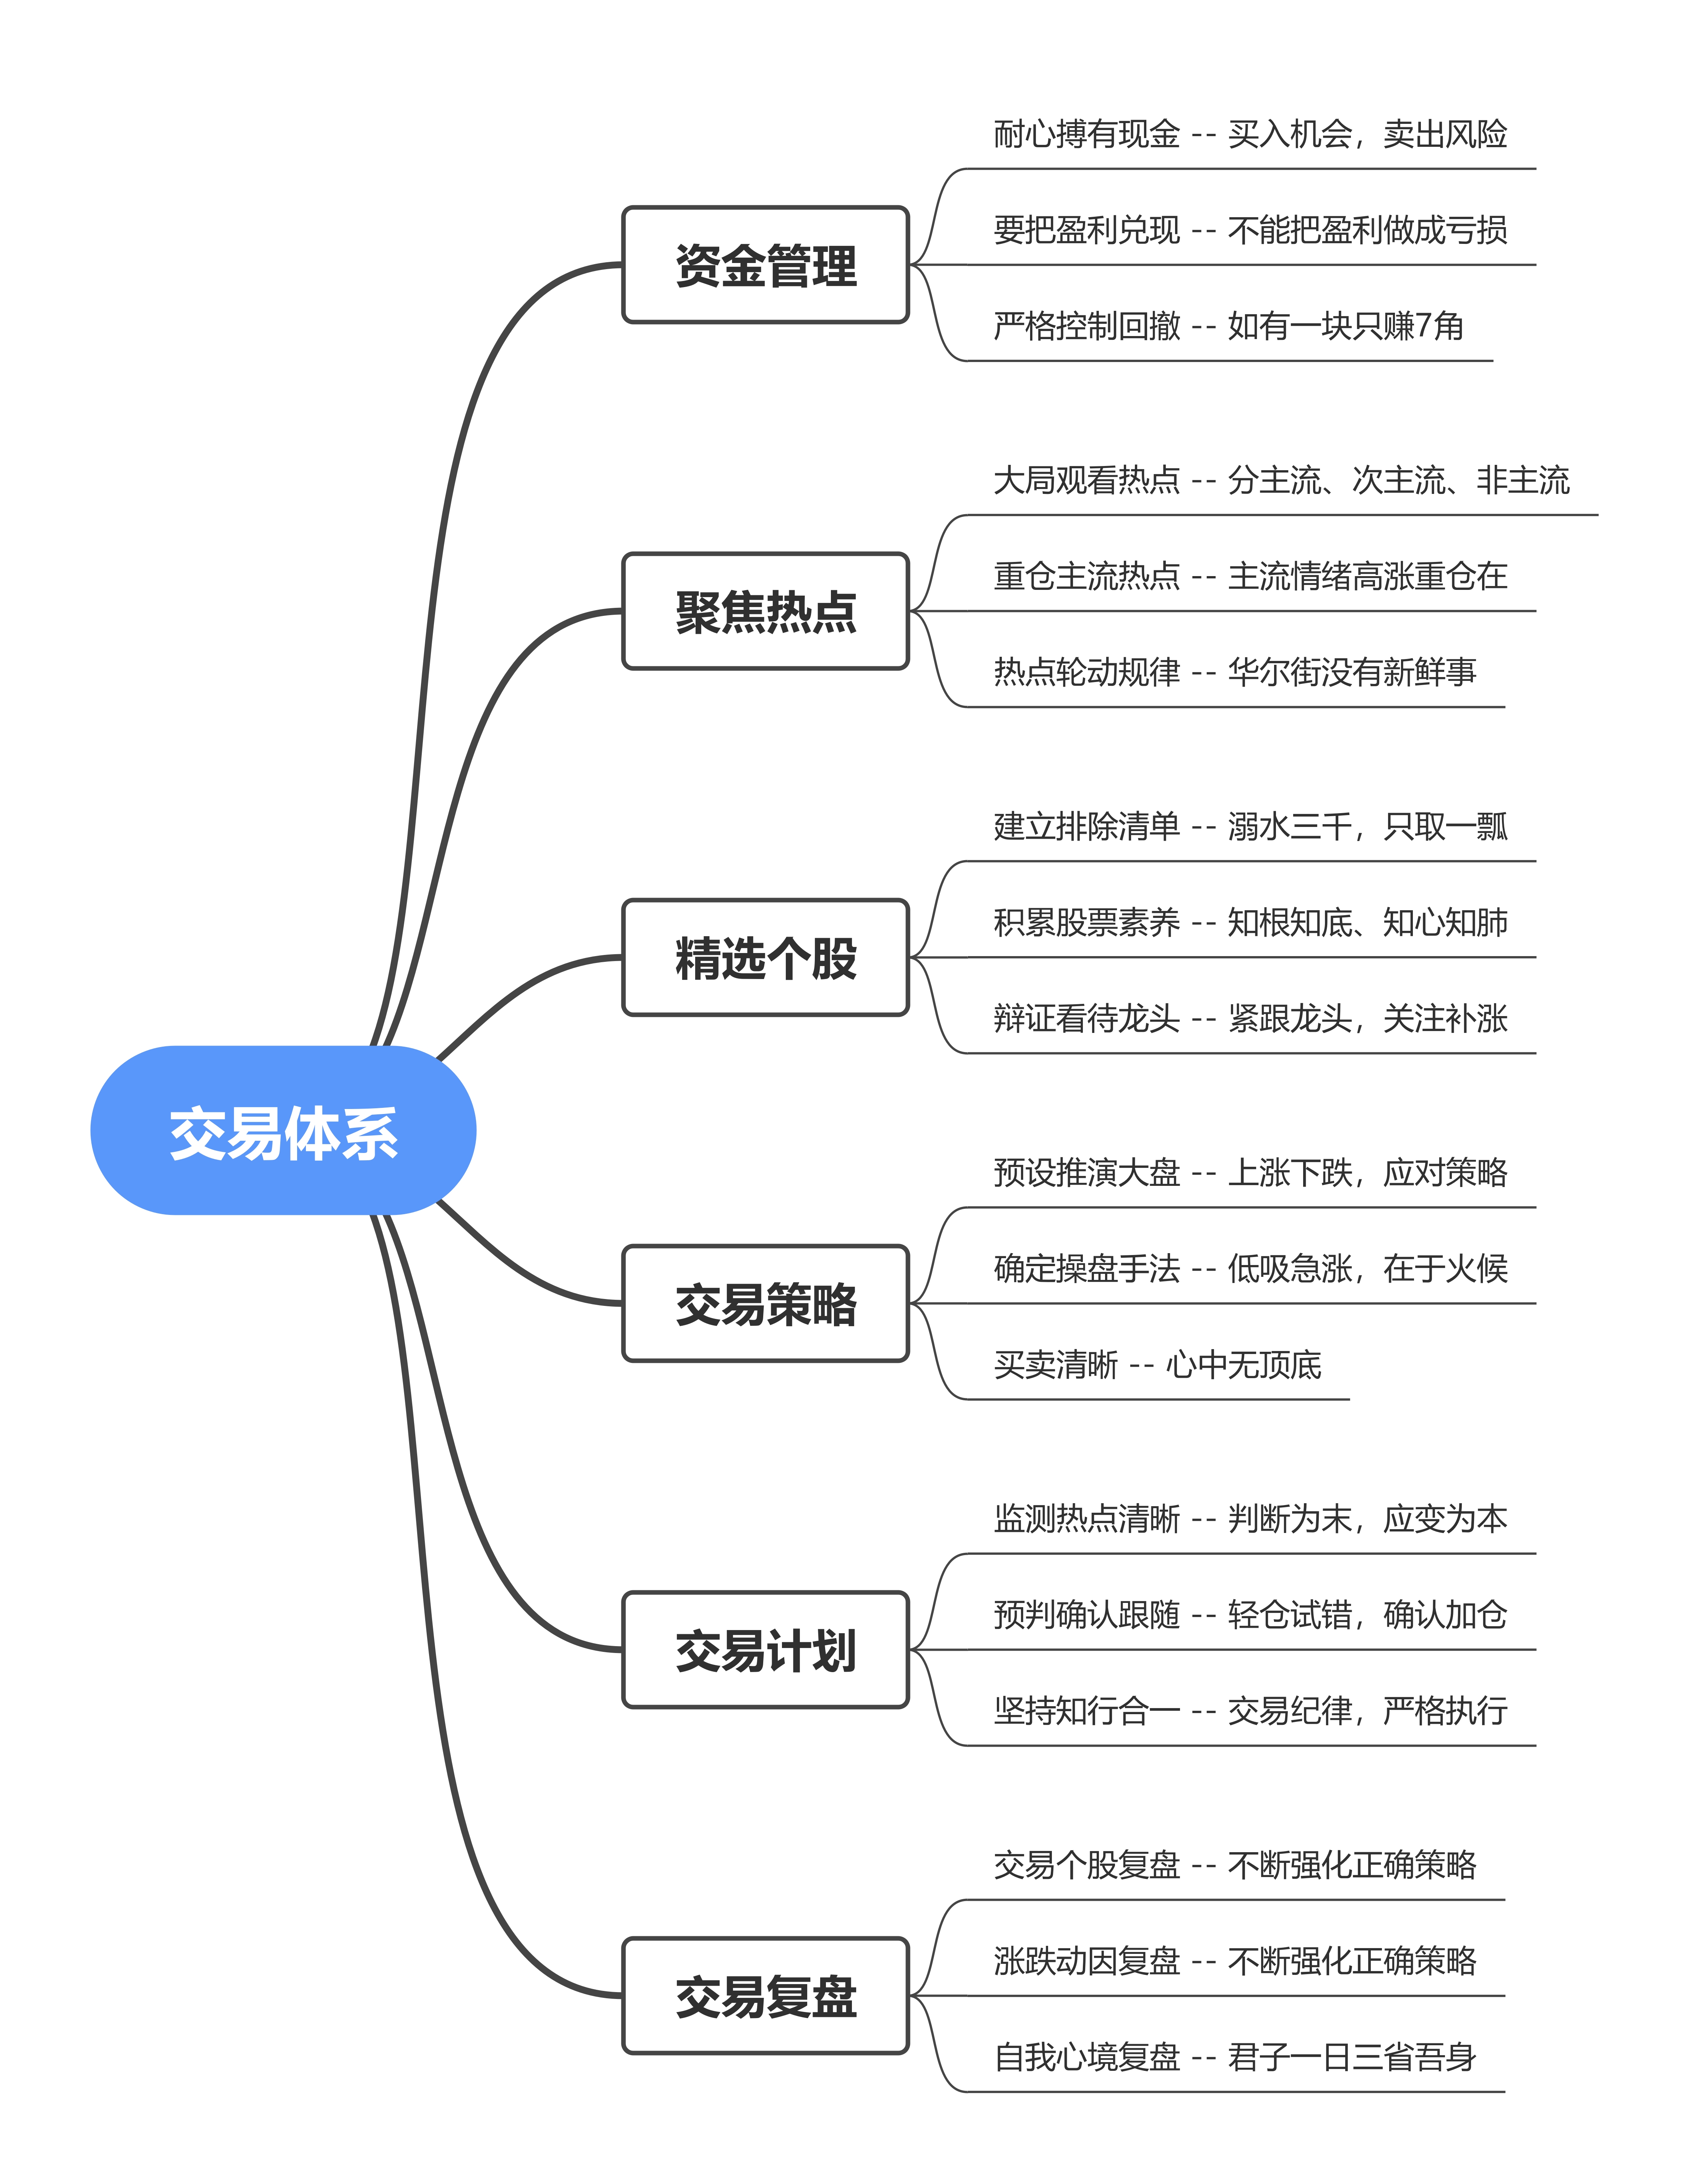 交易体系
资金管理
耐心搏有现金 -- 买入机会，卖出风险
要把盈利兑现 -- 不能把盈利做成亏损
严格控制回撤 -- 如有一块只赚7角
聚焦热点
大局观看热点 -- 分主流、次主流、非主流
重仓主流热点 -- 主流情绪高涨重仓在
热点轮动规律 -- 华尔街没有新鲜事
精选个股
建立排除清单 -- 溺水三千，只取一瓢
积累股票素养 -- 知根知底、知心知肺
辩证看待龙头 -- 紧跟龙头，关注补涨
交易策略
预设推演大盘 -- 上涨下跌，应对策略
确定操盘手法 -- 低吸急涨，在于火候
买卖清晰 -- 心中无顶底
交易计划
监测热点清晰 -- 判断为末，应变为本
预判确认跟随 -- 轻仓试错，确认加仓
坚持知行合一 -- 交易纪律，严格执行
交易复盘
交易个股复盘 -- 不断强化正确策略
涨跌动因复盘 -- 不断强化正确策略
自我心境复盘 -- 君子一日三省吾身